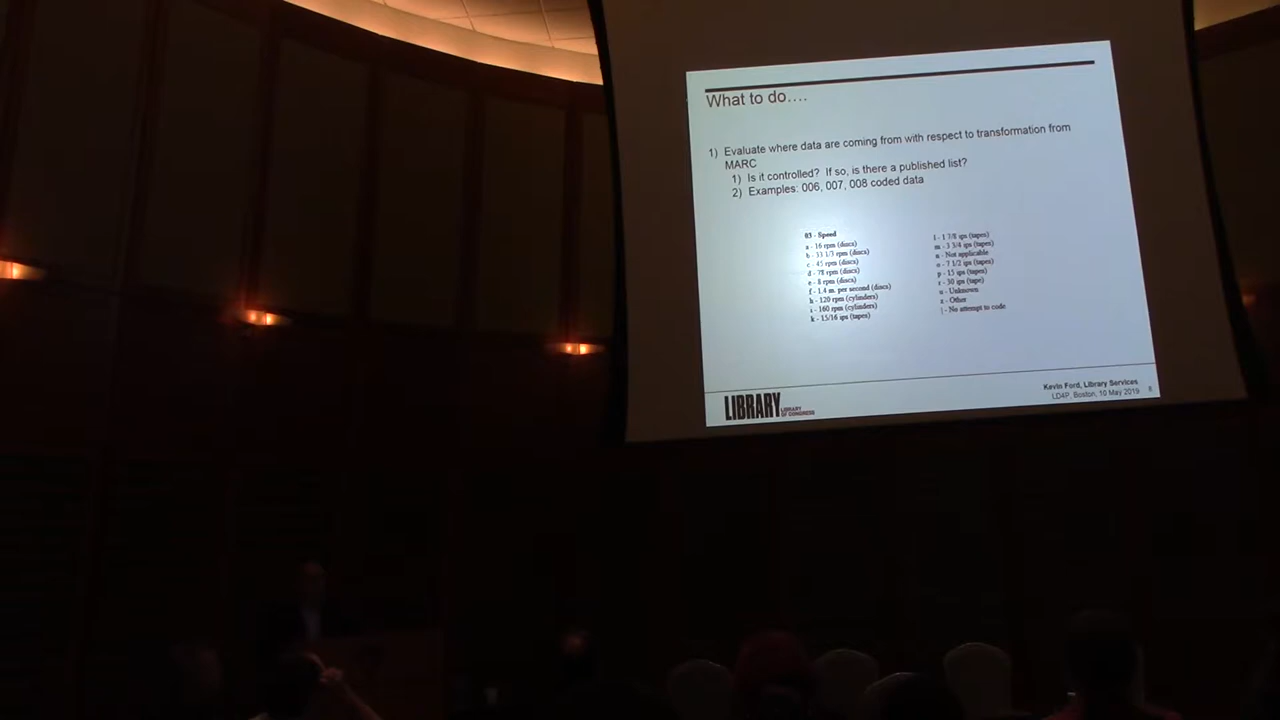 What to do....
1) Evaluate where data are coming from with respect to transformation from
MARC
1) Is it controlled? If so, is there a published list?
2) Examples: 006, 007, 008 coded data
03 - Speed
a - 16 rpm (discs)
b - 33 1/3 rpm (discs)
c - 45 rpm (discs)
d - 78 rpm (discs)
e - 8 rpm (discs)
f - 1.4 m. per second (discs)
h - 120 rpm (cylinders)
i - 160 rpm (cylinders)
k - 15/16 ips (tapes)
l - 1 7/8 ips (tapes)
m - 3 3/4 ips (tapes)
n - Not applicable
o - 7 1/2 ips (tapes)
p - 15 ips (tapes)
r - 30 ips (tape)
u - Unknown
z - Other
| - No attempt to code
LIBRARY
LIBRARY
OF CONGRESS
Kevin Ford, Library Services
LD4P, Boston, 10 May 2019 8